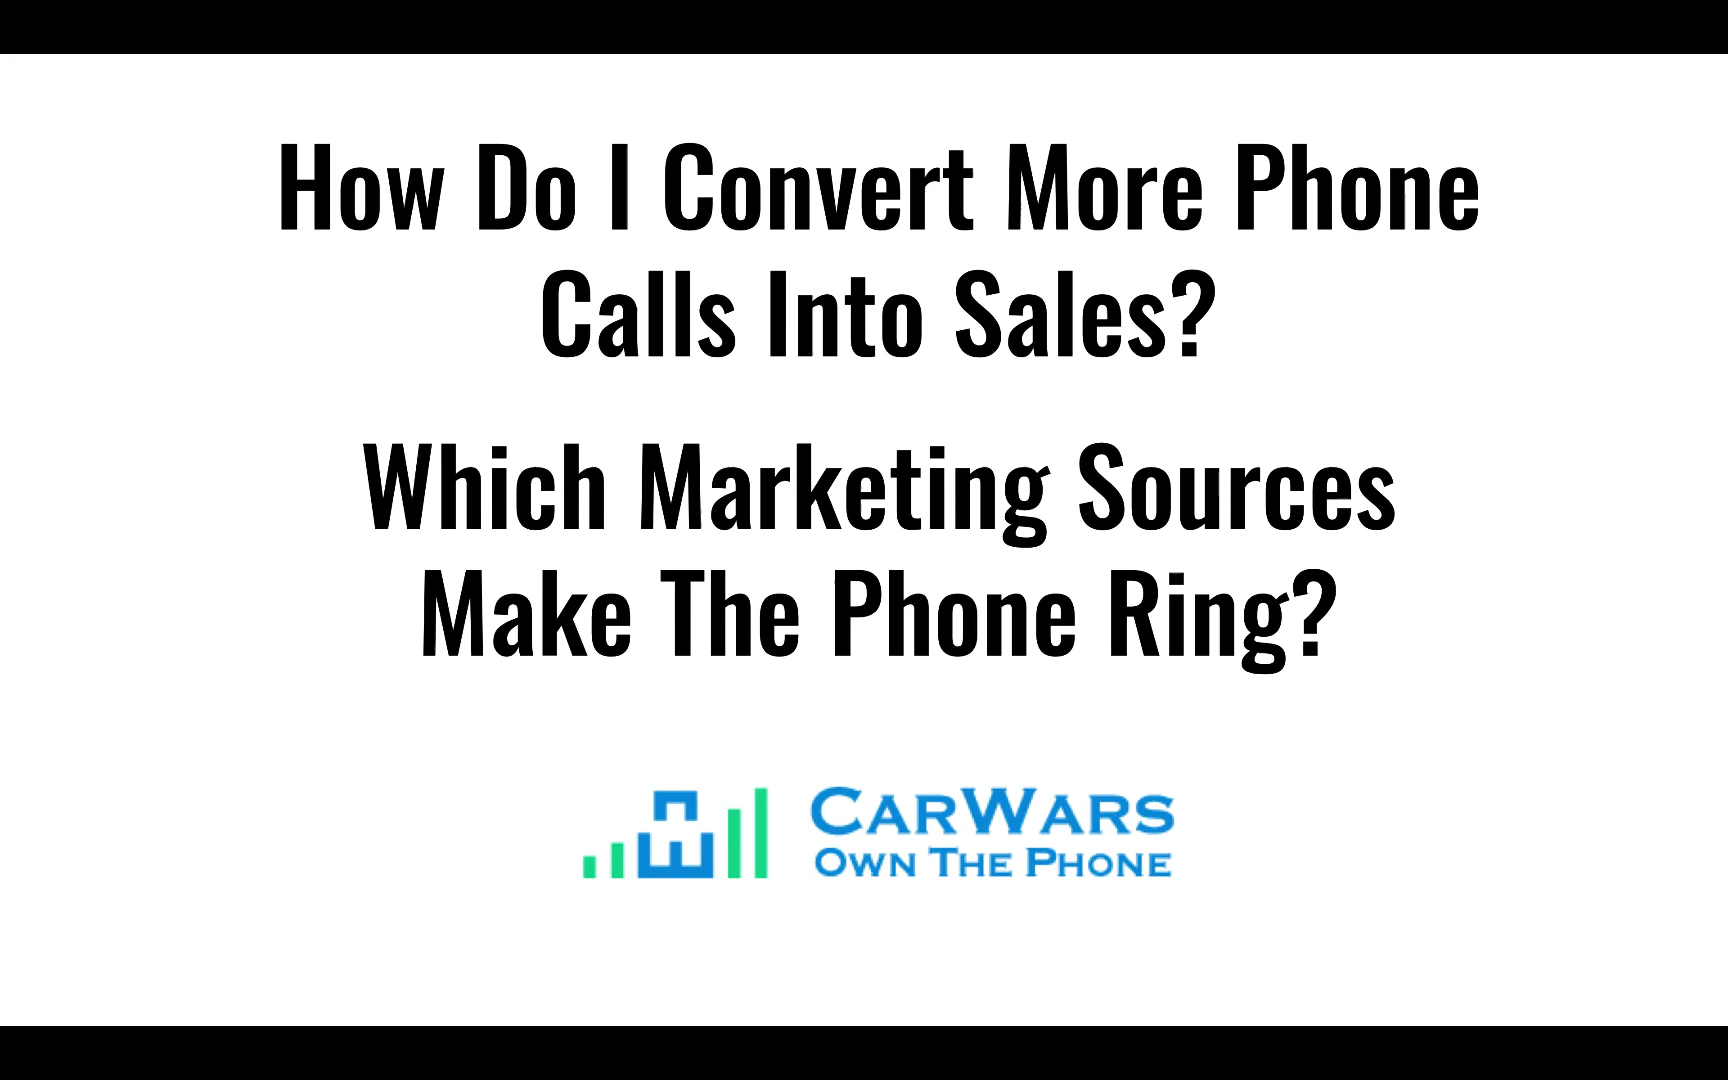 How Do I Convert More Phone
Calls Into Sales?
Which Marketing Sources
Make The Phone Ring?
CARWARS
OWN THE PHONE